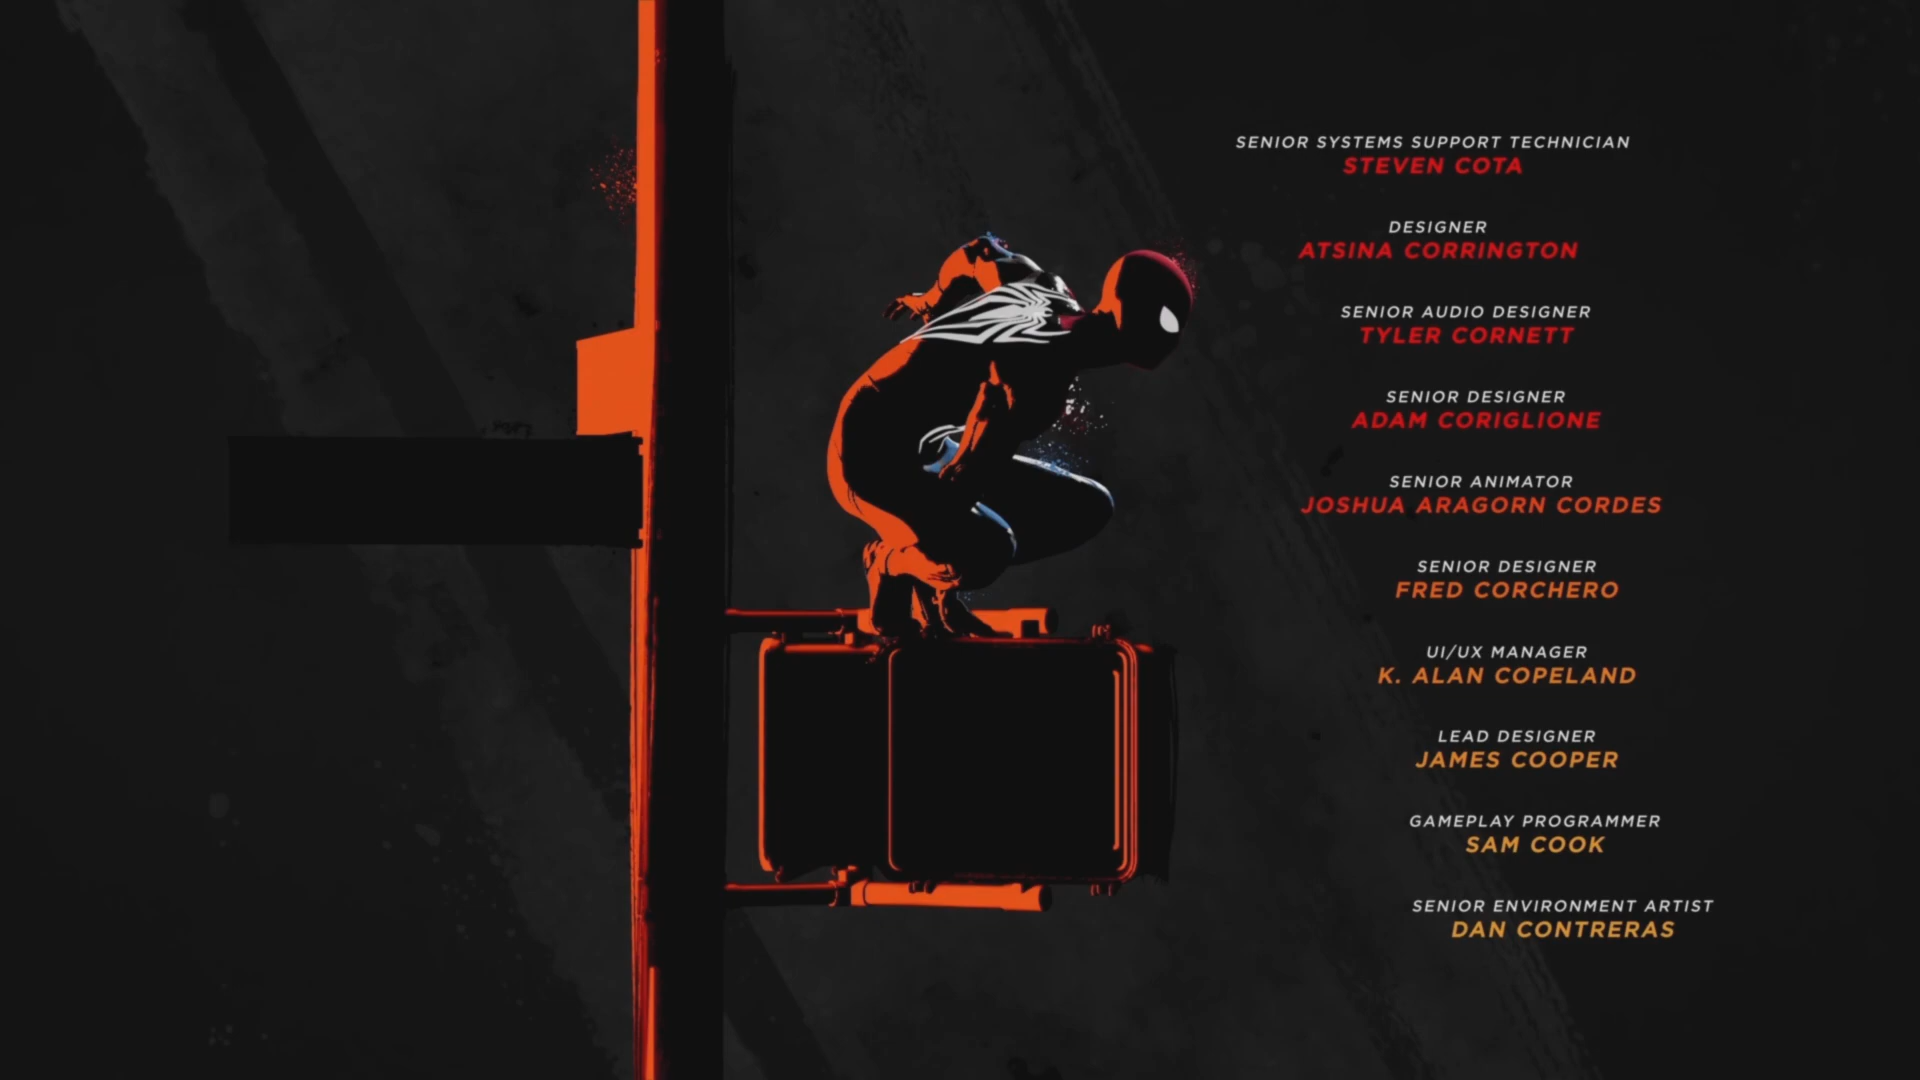 SENIOR SYSTEMS SUPPORT TECHNICIAN
STEVEN COTA
DESIGNER
ATSINA CORRINGTON
SENIOR AUDIO DESIGNER
TYLER CORNETT
SENIOR DESIGNER
ADAM CORIGLIONE
SENIOR ANIMATOR
JOSHUA ARAGORN CORDES
SENIOR DESIGNER
FRED CORCHERO
UI/UX MANAGER
K. ALAN COPELAND
LEAD DESIGNER
JAMES COOPER
GAMEPLAY PROGRAMMER
SAM COOK
SENIOR ENVIRONMENT ARTIST
DAN CONTRERAS